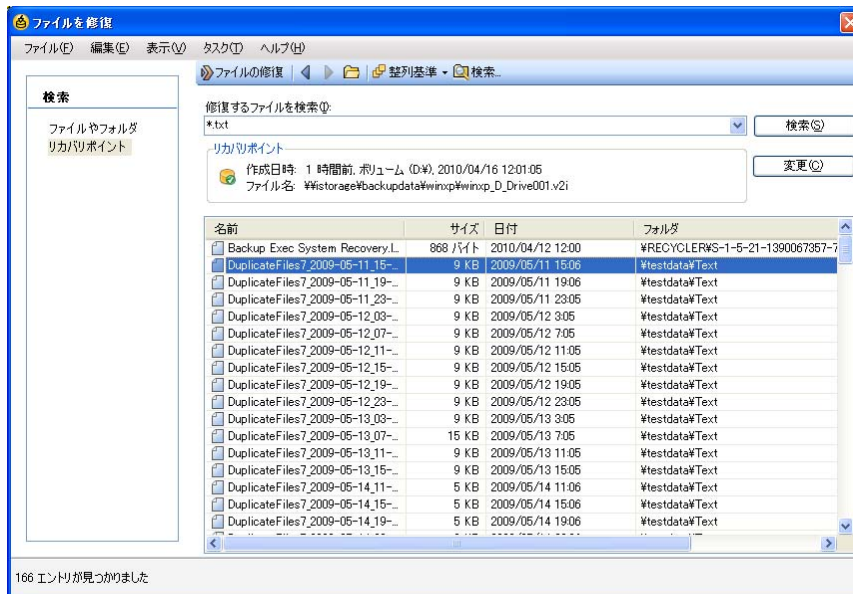 ファイルを修復
ファイル(F) 編集(E) 表示(V) タスク(T) ヘルプ(H)
ファイルの修復 整列基準 検索...
検索
ファイルやフォルダ
リカバリポイント
修復するファイルを検索(I):
*.txt
検索(S)
リカバリポイント
作成日時: 1 時間前, ボリューム (D:¥), 2010/04/16 12:01:05
ファイル名: ¥¥istorage¥backupdata¥winxp¥winxp_D_Drive001.v2i
変更(C)
名前 サイズ 日付 フォルダ
Backup Exec System Recovery.l... 868 バイト 2010/04/12 12:00 ¥RECYCLER¥S-1-5-21-1390067357-7
DuplicateFiles7_2009-05-11_15-... 9 KB 2009/05/11 15:06 ¥testdata¥Text
DuplicateFiles7_2009-05-11_19-... 9 KB 2009/05/11 19:06 ¥testdata¥Text
DuplicateFiles7_2009-05-11_23-... 9 KB 2009/05/11 23:05 ¥testdata¥Text
DuplicateFiles7_2009-05-12_03-... 9 KB 2009/05/12 3:05 ¥testdata¥Text
DuplicateFiles7_2009-05-12_07-... 9 KB 2009/05/12 7:05 ¥testdata¥Text
DuplicateFiles7_2009-05-12_11-... 9 KB 2009/05/12 11:05 ¥testdata¥Text
DuplicateFiles7_2009-05-12_15-... 9 KB 2009/05/12 15:05 ¥testdata¥Text
DuplicateFiles7_2009-05-12_19-... 9 KB 2009/05/12 19:05 ¥testdata¥Text
DuplicateFiles7_2009-05-12_23-... 9 KB 2009/05/12 23:05 ¥testdata¥Text
DuplicateFiles7_2009-05-13_03-... 9 KB 2009/05/13 3:05 ¥testdata¥Text
DuplicateFiles7_2009-05-13_07-... 15 KB 2009/05/13 7:05 ¥testdata¥Text
DuplicateFiles7_2009-05-13_11-... 9 KB 2009/05/13 11:05 ¥testdata¥Text
DuplicateFiles7_2009-05-13_15-... 9 KB 2009/05/13 15:05 ¥testdata¥Text
DuplicateFiles7_2009-05-14_11-... 5 KB 2009/05/14 11:06 ¥testdata¥Text
DuplicateFiles7_2009-05-14_15-... 5 KB 2009/05/14 15:06 ¥testdata¥Text
DuplicateFiles7_2009-05-14_19-... 5 KB 2009/05/14 19:06 ¥testdata¥Text
166 エントリが見つかりました